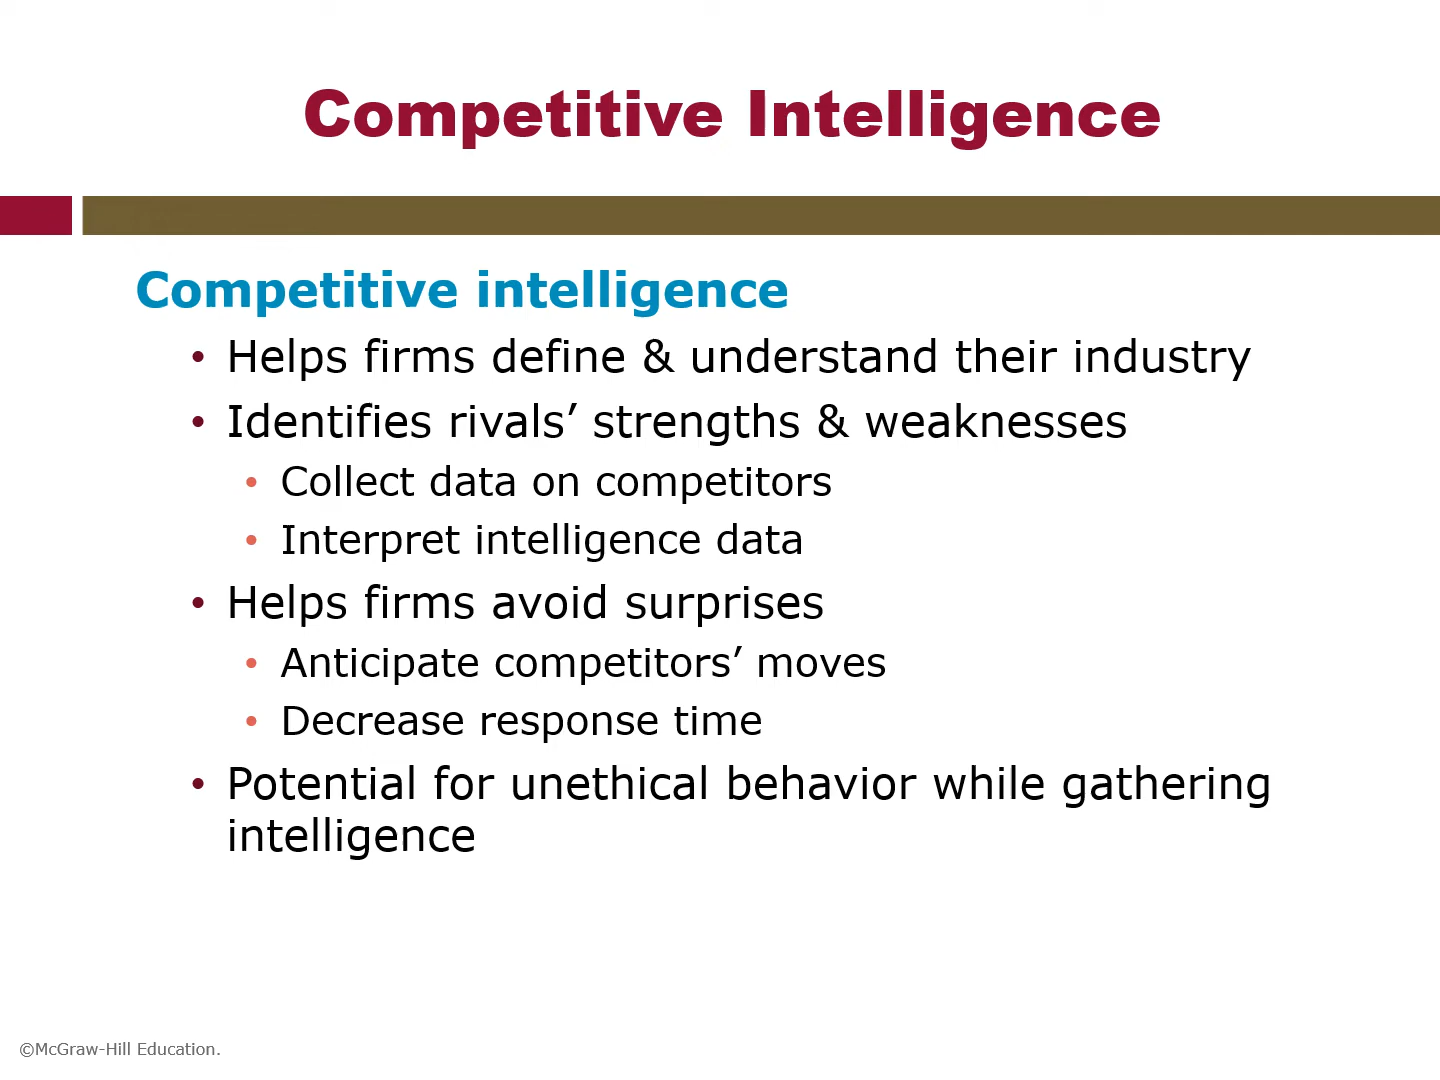 Competitive Intelligence
Competitive intelligence
• Helps firms define & understand their industry
• Identifies rivals’ strengths & weaknesses
• Collect data on competitors
• Interpret intelligence data
• Helps firms avoid surprises
• Anticipate competitors’ moves
• Decrease response time
• Potential for unethical behavior while gathering
intelligence
©McGraw-Hill Education.